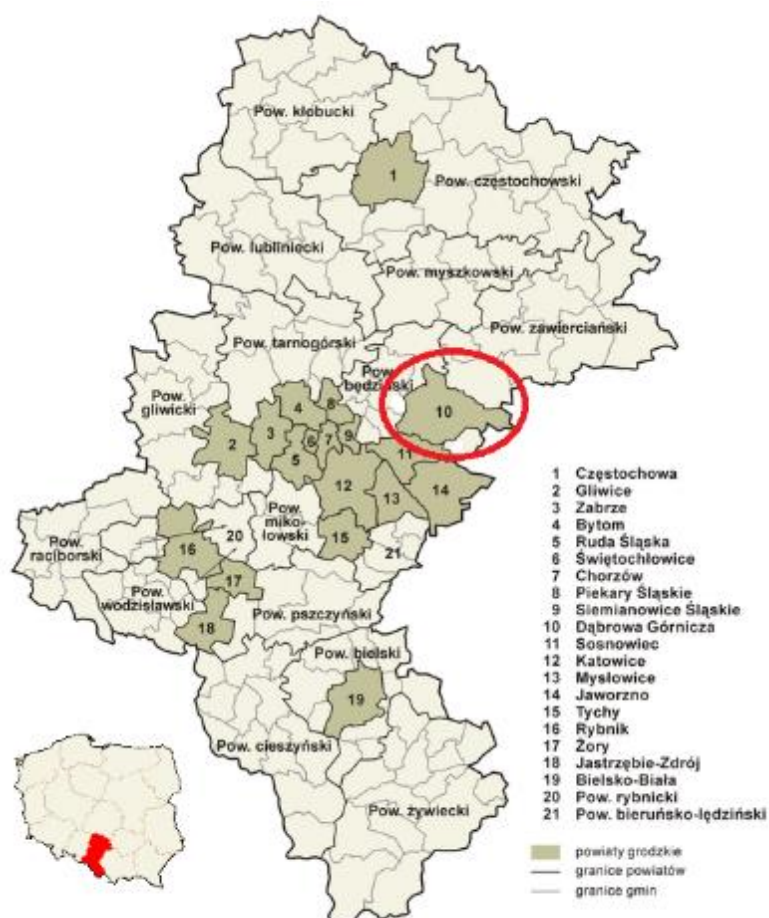 Pow. kłobucki
1
Pow. częstochowski
Pow. lubliniecki
Pow. myszkowski
Pow. zawierciański
Pow. tarnogórski
Pow.
będziński
Pow.
gliwicki
8
4
10
2
3
6
7
9
5
11
12
13
14
Pow.
miko-
łowski
15
20
16
21
Pow.
raciborski
17
Pow.
wodzisławski
Pow. pszczyński
18
Pow. bielski
19
Pow. cieszyński
Pow. żywiecki
1 Częstochowa
2 Gliwice
3 Zabrze
4 Bytom
5 Ruda Śląska
6 Świętochłowice
7 Chorzów
8 Piekary Śląskie
9 Siemianowice Śląskie
10 Dąbrowa Górnicza
11 Sosnowiec
12 Katowice
13 Mysłowice
14 Jaworzno
15 Tychy
16 Rybnik
17 Żory
18 Jastrzębie-Zdrój
19 Bielsko-Biała
20 Pow. rybnicki
21 Pow. bieruńsko-lędziński
powiaty grodzkie
granice powiatów
granice gmin